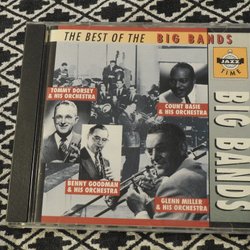 THE BEST OF THE BIG BANDS
JAZZ
TIME
TOMMY DORSEY
& HIS ORCHESTRA
COUNT BASIE
& HIS ORCHESTRA
BENNY GOODMAN
& HIS ORCHESTRA
GLENN MILLER
& HIS ORCHESTRA
BIG BANDS